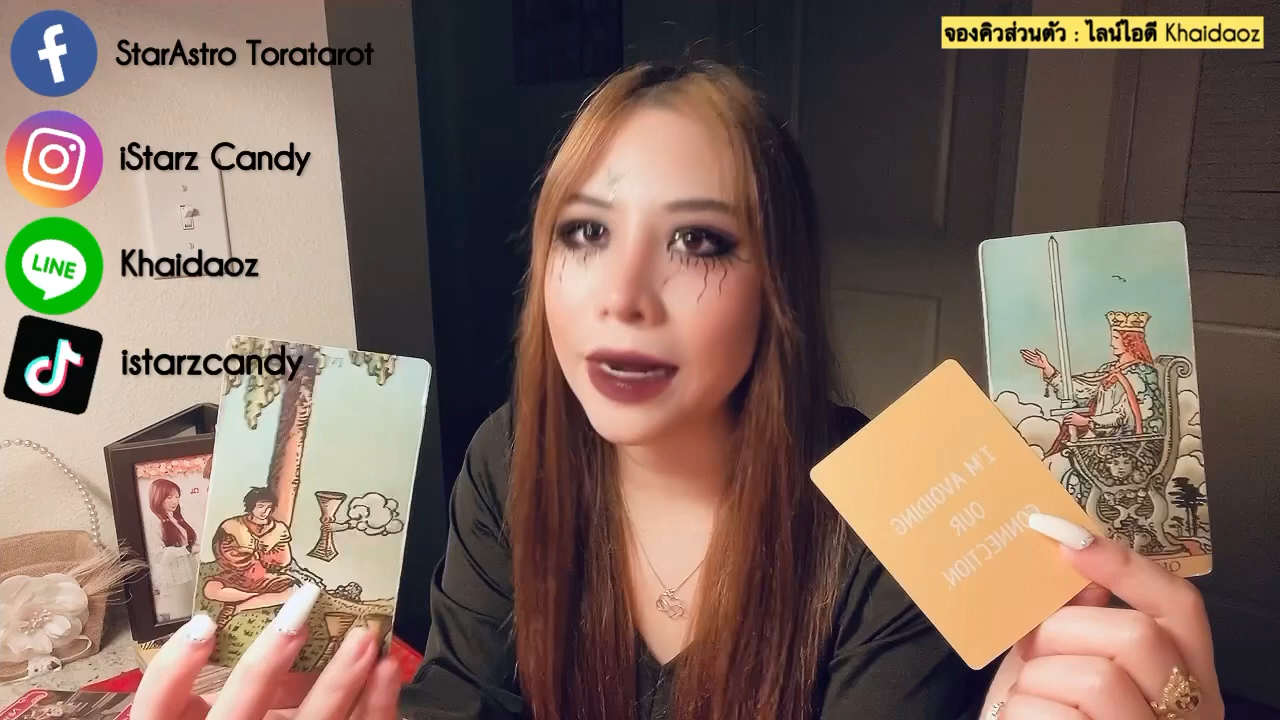 StarAstro Toratarot
iStarz Candy
LINE
Khaidaoz
istarzcandy
จองคิวส่วนตัว : ไลน์ไอดี Khaidaoz
I'M AVOIDING
OUR
CONNECTION